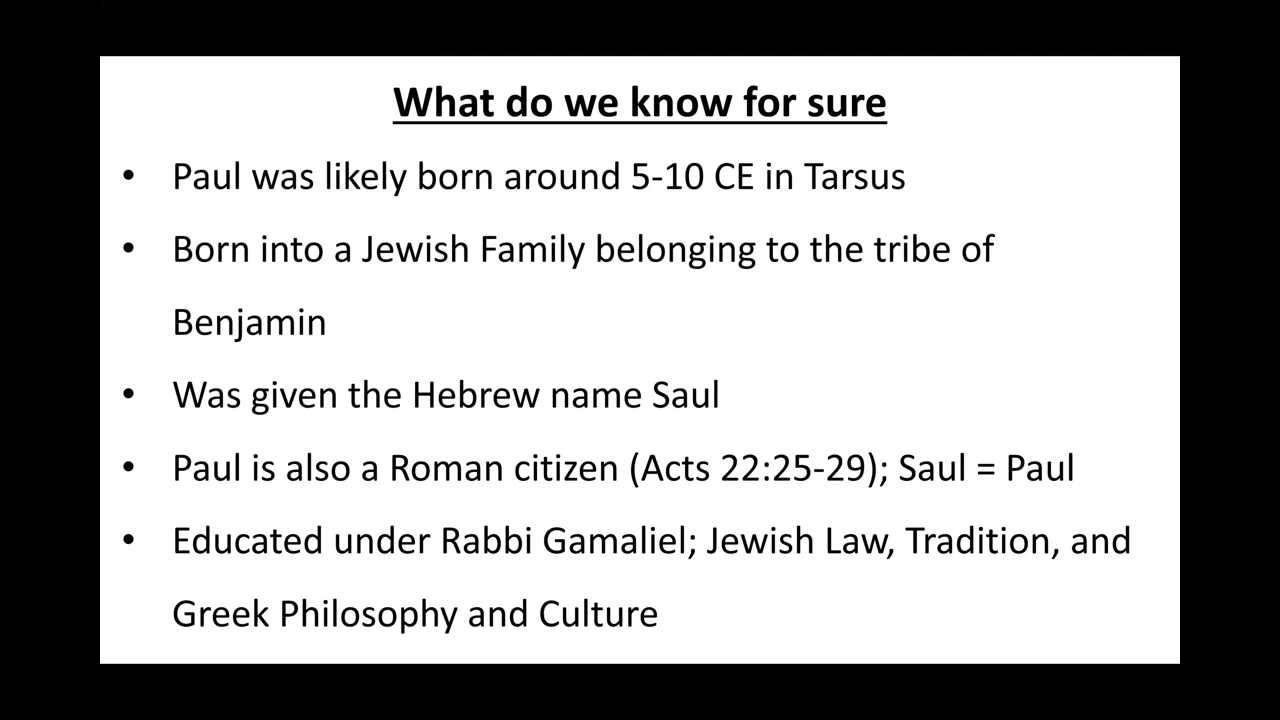 What do we know for sure
• Paul was likely born around 5-10 CE in Tarsus
• Born into a Jewish Family belonging to the tribe of
Benjamin
• Was given the Hebrew name Saul
• Paul is also a Roman citizen (Acts 22:25-29); Saul = Paul
• Educated under Rabbi Gamaliel; Jewish Law, Tradition, and
Greek Philosophy and Culture